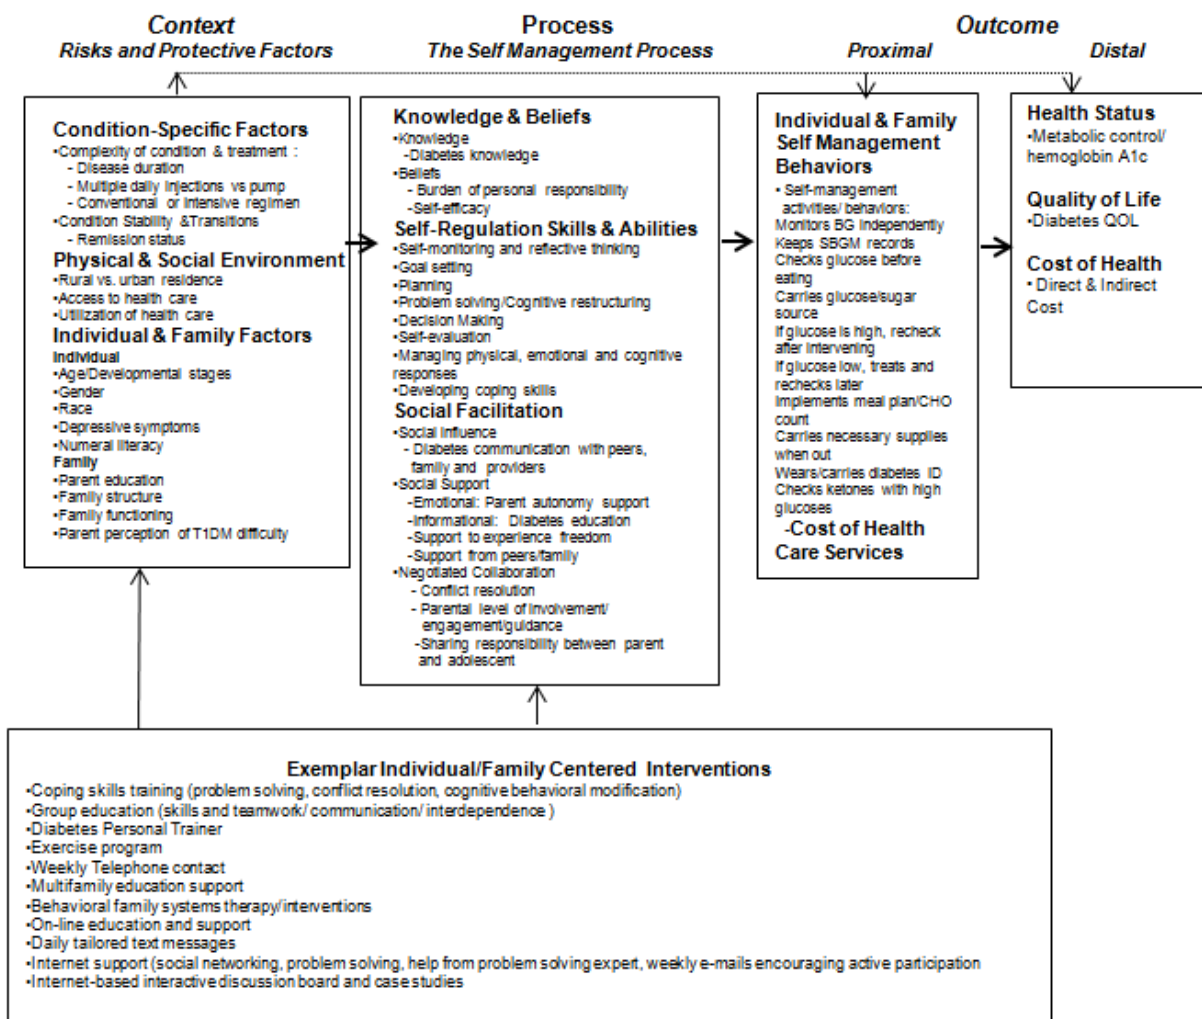 Context
Risks and Protective Factors
Process
The Self Management Process
Outcome
Proximal
Distal
Condition-Specific Factors
•Complexity of condition & treatment :
- Disease duration
- Multiple daily injections vs pump
- Conventional or Intensive regimen
•Condition Stability &Transitions
- Remission status
Physical & Social Environment
•Rural vs. urban residence
•Access to health care
•Utilization of health care
Individual & Family Factors
Individual
•Age/Developmental stages
•Gender
•Race
•Depressive symptoms
•Numeral literacy
Family
•Parent education
•Family structure
•Family functioning
•Parent perception of T1DM difficulty
Knowledge & Beliefs
•Knowledge
-Diabetes knowledge
•Beliefs
- Burden of personal responsibility
-Self-efficacy
Self-Regulation Skills & Abilities
•Self-monitoring and reflective thinking
•Goal setting
•Planning
•Problem solving/Cognitive restructuring
•Decision Making
•Self-evaluation
•Managing physical, emotional and cognitive
responses
•Developing coping skills
Social Facilitation
•Social Influence
- Diabetes communication with peers,
family and providers
•Social Support
-Emotional: Parent autonomy support
-Informational: Diabetes education
-Support to experience freedom
-Support from peers/family
•Negotiated Collaboration
- Conflict resolution
- Parental level of involvement/
engagement/guidance
-Sharing responsibility between parent
and adolescent
Individual & Family
Self Management
Behaviors
• Self-management
activities/ behaviors:
Monitors BG Independently
Keeps SBGM records
Checks glucose before
eating
Carries glucose/sugar
source
If glucose is high, recheck
after intervening
If glucose low, treats and
rechecks later
Implements meal plan/CHO
count
Carries necessary supplies
when out
Wears/carries diabetes ID
Checks ketones with high
glucoses
-Cost of Health
Care Services
Health Status
•Metabolic control/
hemoglobin A1c
Quality of Life
•Diabetes QOL
Cost of Health
• Direct & Indirect
Cost
Exemplar Individual/Family Centered Interventions
•Coping skills training (problem solving, conflict resolution, cognitive behavioral modification)
•Group education (skills and teamwork/ communication/ interdependence )
•Diabetes Personal Trainer
•Exercise program
•Weekly Telephone contact
•Multifamily education support
•Behavioral family systems therapy/interventions
•On-line education and support
•Daily tailored text messages
•Internet support (social networking, problem solving, help from problem solving expert, weekly e-mails encouraging active participation
•Internet-based interactive discussion board and case studies